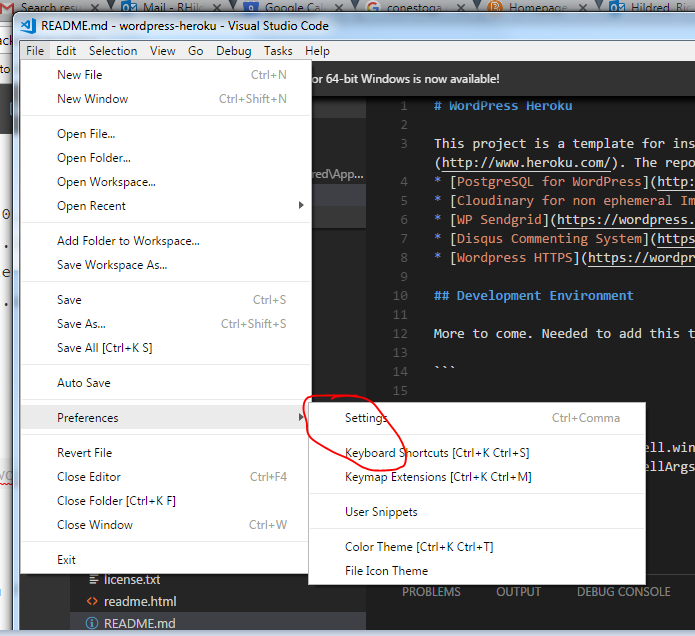 Search resu
Mail - RHik
Google Cal
conestoga
Homepage
Hildred, Ri
README.md - wordpress-heroku - Visual Studio Code
File Edit Selection View Go Debug Tasks Help
or 64-bit Windows is now available!
New File Ctrl+N
New Window Ctrl+Shift+N
Open File...
Open Folder...
Open Workspace...
Open Recent
Add Folder to Workspace...
Save Workspace As...
Save Ctrl+S
Save As... Ctrl+Shift+S
Save All [Ctrl+K S]
Auto Save
Preferences
Revert File
Close Editor Ctrl+F4
Close Folder [Ctrl+K F]
Close Window Ctrl+W
Exit
red\App...
1 # WordPress Heroku
2
3 This project is a template for ins
(http://www.heroku.com/). The repo
4 * [PostgreSQL for WordPress](http:
5 * [Cloudinary for non ephemeral Im
6 * [WP Sendgrid](https://wordpress.
7 * [Disqus Commenting System](https
8 * [Wordpress HTTPS](https://wordpr
9
10 ## Development Environment
11
12 More to come. Needed to add this t
13
14 ```
15
Settings Ctrl+Comma
Keyboard Shortcuts [Ctrl+K Ctrl+S]
Keymap Extensions [Ctrl+K Ctrl+M]
User Snippets
Color Theme [Ctrl+K Ctrl+T]
File Icon Theme
ell.win
ellArgs
license.txt
readme.html
README.md
PROBLEMS OUTPUT DEBUG CONSOLE